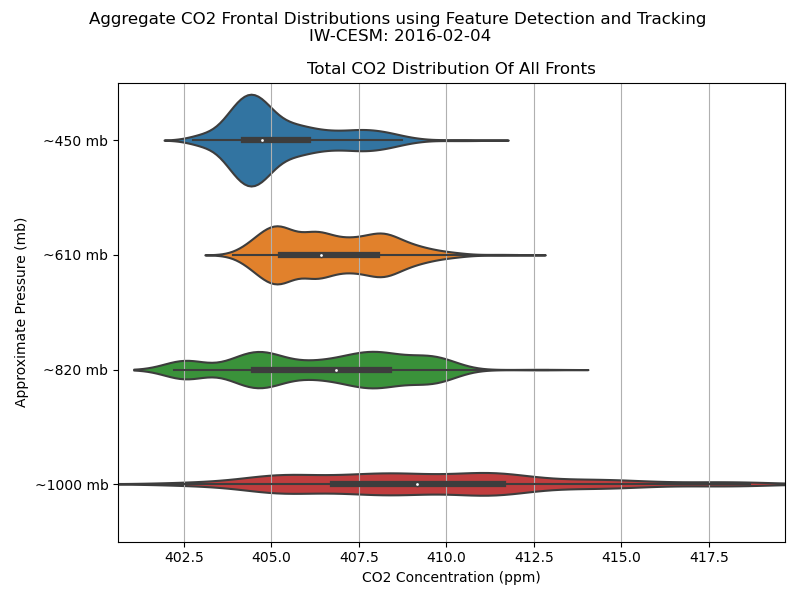 Aggregate CO2 Frontal Distributions using Feature Detection and Tracking
IW-CESM: 2016-02-04
Total CO2 Distribution Of All Fronts
Approximate Pressure (mb)
~450 mb
~610 mb
~820 mb
~1000 mb
402.5 405.0 407.5 410.0 412.5 415.0 417.5
CO2 Concentration (ppm)